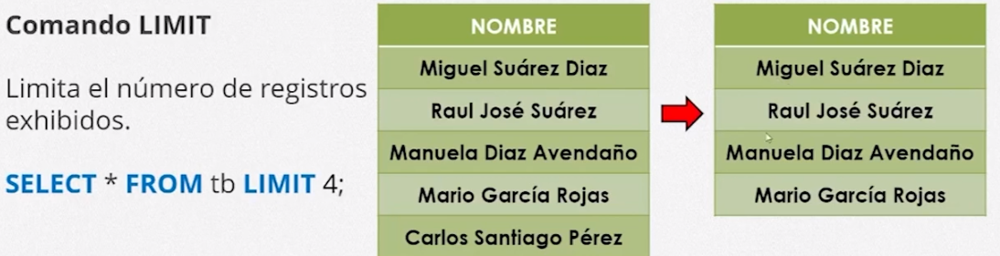 Comando LIMIT
Limita el número de registros
exhibidos.
SELECT * FROM tb LIMIT 4;
NOMBRE
Miguel Suárez Diaz
Raul José Suárez
Manuela Diaz Avendaño
Mario García Rojas
Carlos Santiago Pérez
NOMBRE
Miguel Suárez Diaz
Raul José Suárez
Manuela Diaz Avendaño
Mario García Rojas